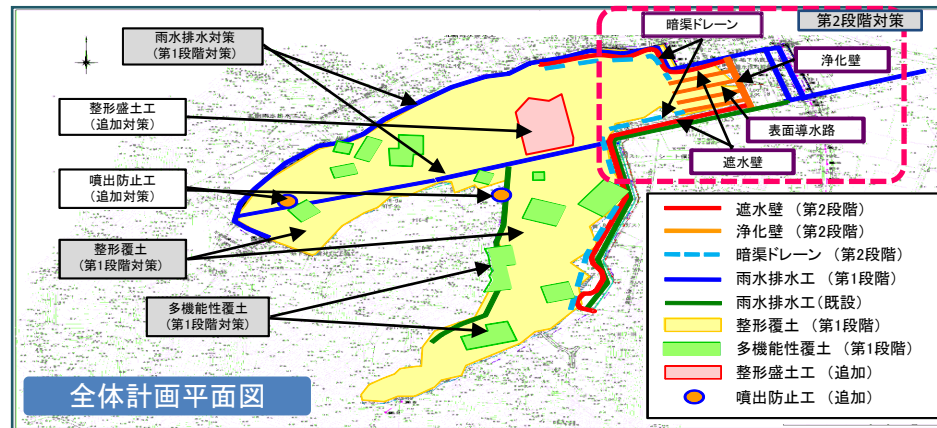 雨水排水対策
(第1段階対策)
整形盛土工
(追加対策)
噴出防止工
(追加対策)
整形覆土
(第1段階対策)
多機能性覆土
(第1段階対策)
全体計画平面図
暗渠ドレーン
第2段階対策
浄化壁
表面導水路
遮水壁
遮水壁 (第2段階)
浄化壁 (第2段階)
暗渠ドレーン (第2段階)
雨水排水工 (第1段階)
雨水排水工(既設)
整形覆土 (第1段階)
多機能性覆土 (第1段階)
整形盛土工 (追加)
噴出防止工 (追加)